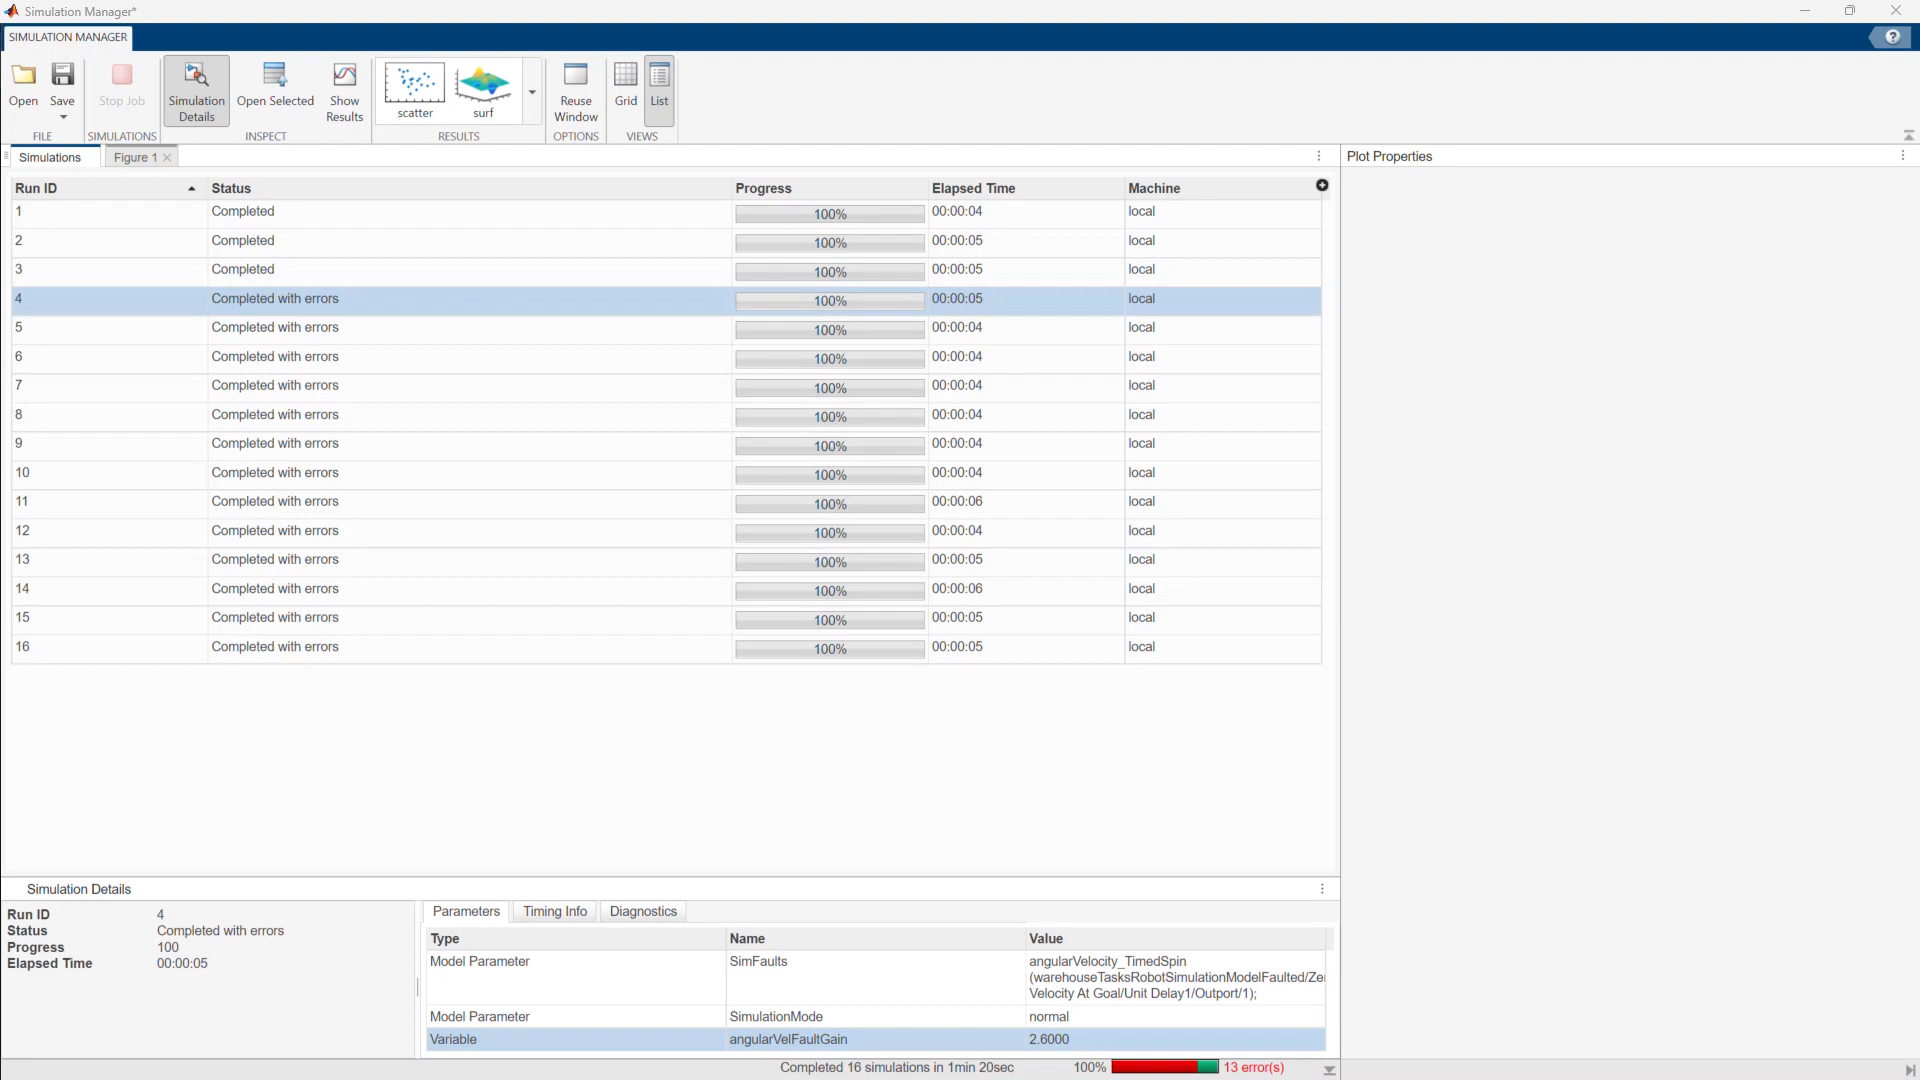 Simulation Manager*
SIMULATION MANAGER
Open
Save
Stop Job
Simulation
Details
Open Selected
Show
Results
scatter
surf
Reuse
Window
Grid
List
FILE
SIMULATIONS
INSPECT
RESULTS
OPTIONS
VIEWS
Simulations
Figure 1
Plot Properties
Run ID Status Progress Elapsed Time Machine
1 Completed 100% 00:00:04 local
2 Completed 100% 00:00:05 local
3 Completed 100% 00:00:05 local
4 Completed with errors 100% 00:00:05 local
5 Completed with errors 100% 00:00:04 local
6 Completed with errors 100% 00:00:04 local
7 Completed with errors 100% 00:00:04 local
8 Completed with errors 100% 00:00:04 local
9 Completed with errors 100% 00:00:04 local
10 Completed with errors 100% 00:00:04 local
11 Completed with errors 100% 00:00:06 local
12 Completed with errors 100% 00:00:04 local
13 Completed with errors 100% 00:00:05 local
14 Completed with errors 100% 00:00:06 local
15 Completed with errors 100% 00:00:05 local
16 Completed with errors 100% 00:00:05 local
Simulation Details
Run ID 4
Status Completed with errors
Progress 100
Elapsed Time 00:00:05
Parameters Timing Info Diagnostics
Type Name Value
Model Parameter SimFaults angularVelocity_TimedSpin
(warehouseTasksRobotSimulationModelFaulted/Ze
Velocity At Goal/Unit Delay1/Outport/1);
Model Parameter SimulationMode normal
Variable angularVelFaultGain 2.6000
Completed 16 simulations in 1min 20sec 100% 13 error(s)